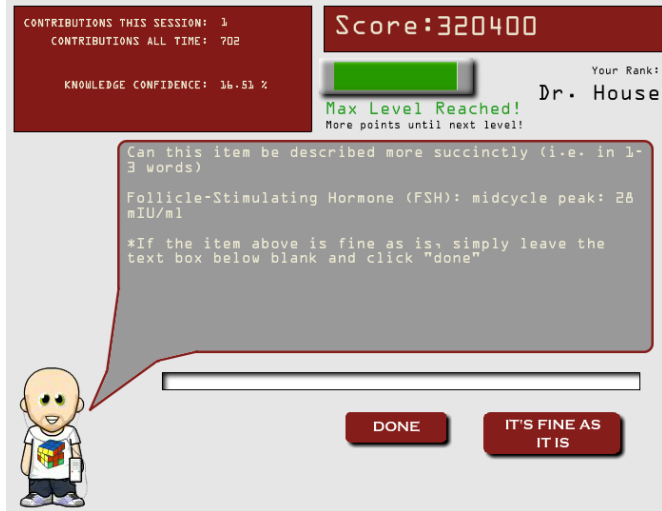 CONTRIBUTIONS THIS SESSION: 1
CONTRIBUTIONS ALL TIME: 702
KNOWLEDGE CONFIDENCE: 16.51 %
Score:320400
Max Level Reached!
More points until next level!
Your Rank:
Dr. House
Can this item be described more succinctly (i.e. in 1-
3 words)
Follicle-Stimulating Hormone (FSH): midcycle peak: 28
mIU/ml
*If the item above is fine as is, simply leave the
text box below blank and click "done"
DONE
IT'S FINE AS
IT IS